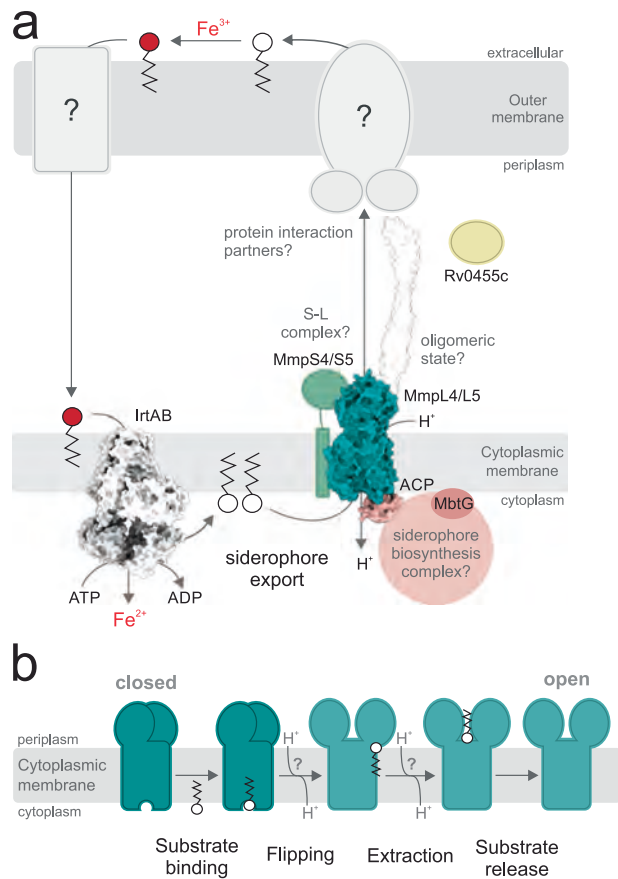 a
Fe3+
extracellular
?
?
Outer
membrane
periplasm
protein interaction
partners?
Rv0455c
S-L
complex?
oligomeric
state?
MmpS4/S5
MmpL4/L5
IrtAB
H+
Cytoplasmic
membrane
ACP
cytoplasm
MbtG
siderophore
export
siderophore
biosynthesis
complex?
H+
ATP
ADP
Fe2+
b
closed
open
periplasm
H+
H+
?
?
Cytoplasmic
membrane
cytoplasm
H+
H+
Substrate
binding
Flipping
Extraction
Substrate
release